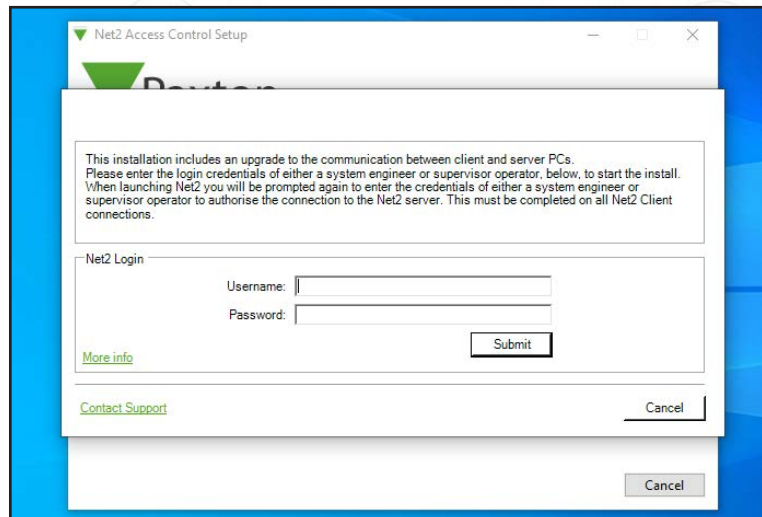 Net2 Access Control Setup
Paxton
This installation includes an upgrade to the communication between client and server PCs.
Please enter the login credentials of either a system engineer or supervisor operator, below, to start the install.
When launching Net2 you will be prompted again to enter the credentials of either a system engineer or
supervisor operator to authorise the connection to the Net2 server. This must be completed on all Net2 Client
connections.
Net2 Login
Username:
Password:
Submit
More info
Contact Support
Cancel
Cancel